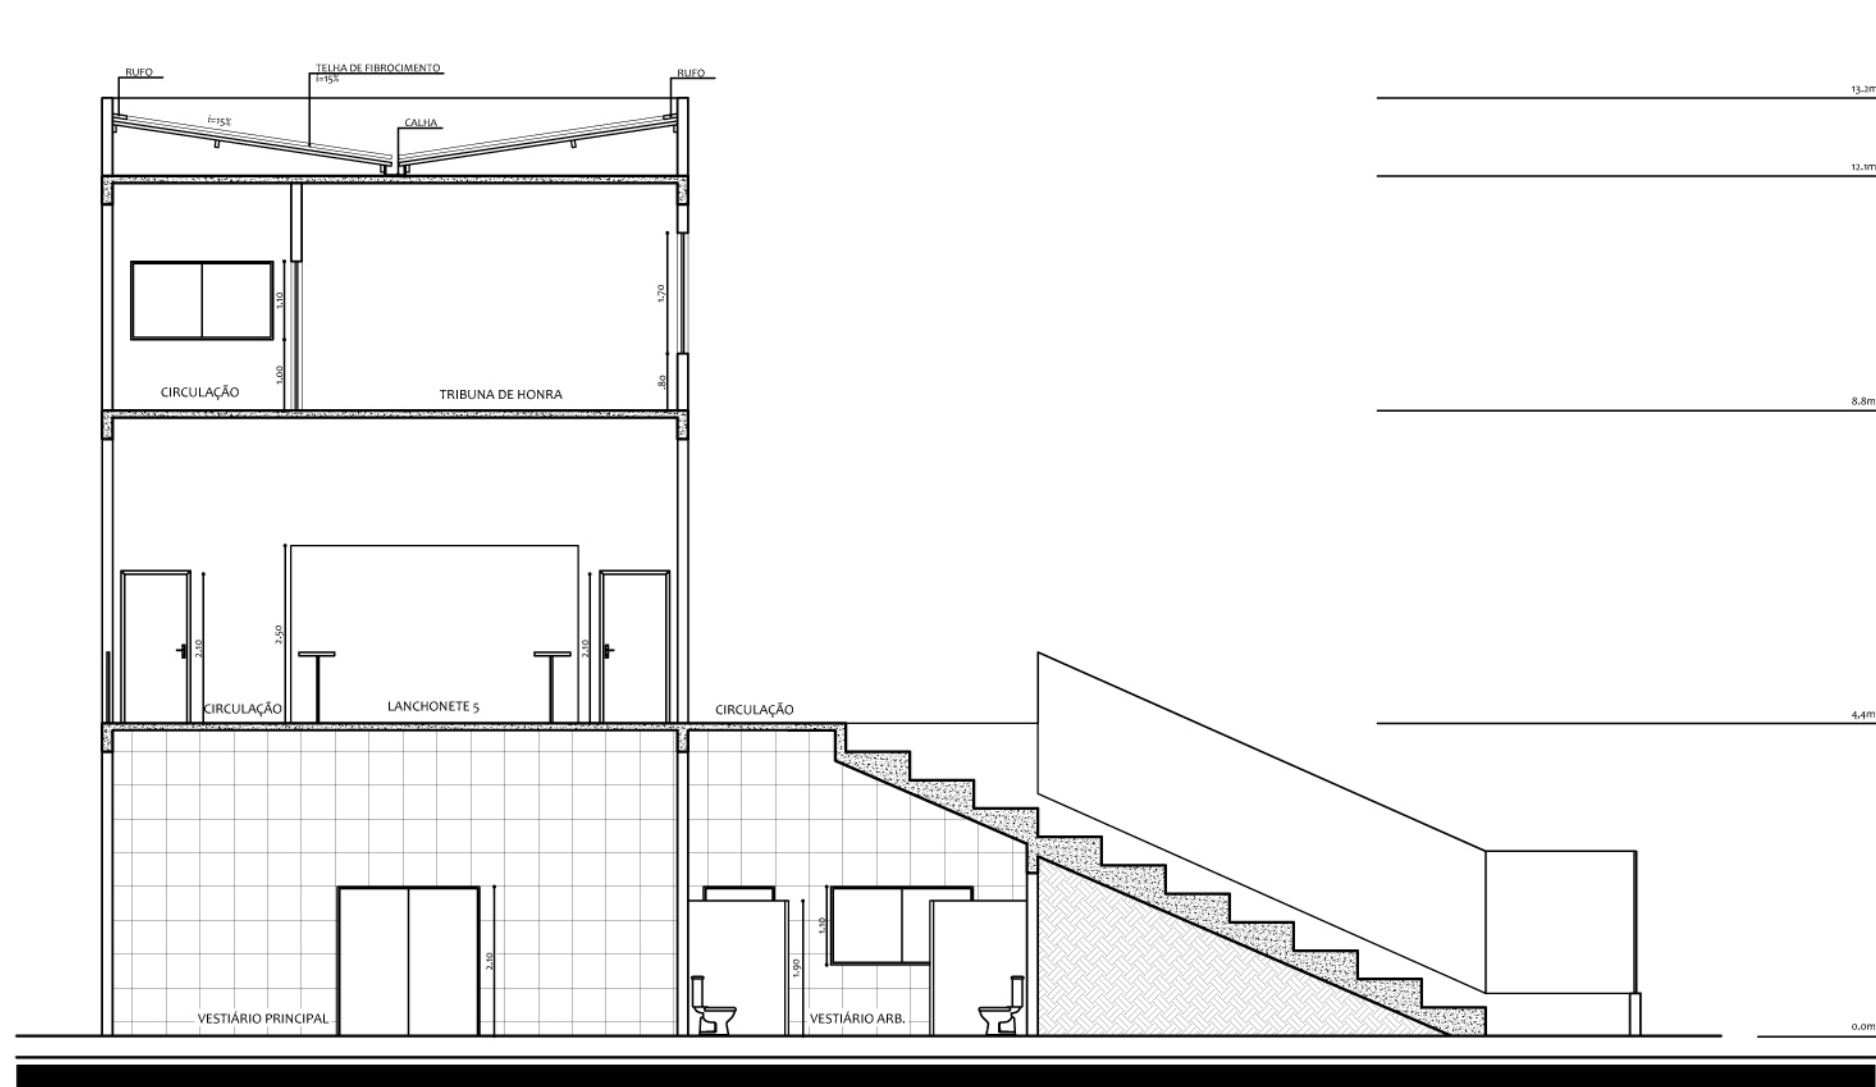 RUFO
TELHA DE FIBROCIMENTO
i=15%
RUFO
13.2m
i=15%
CALHA
12.1m
1.10
1.70
1.00
.80
CIRCULAÇÃO
TRIBUNA DE HONRA
8.8m
2.50
2.10
2.10
CIRCULAÇÃO
LANCHONETE 5
CIRCULAÇÃO
4.4m
1.10
2.10
1.90
VESTIÁRIO PRINCIPAL
VESTIÁRIO ARB.
0.0m